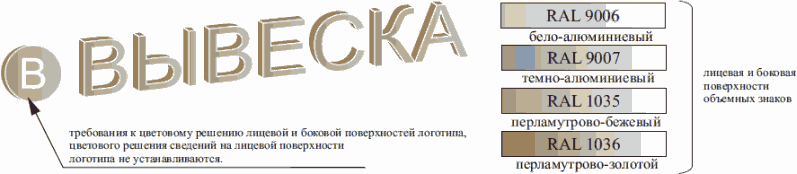 В ВЫВЕСКА
требования к цветовому решению лицевой и боковой поверхностей логотипа,
цветового решения сведений на лицевой поверхности
логотипа не устанавливаются.
RAL 9006
бело-алюминиевый
RAL 9007
темно-алюминиевый
RAL 1035
перламутрово-бежевый
RAL 1036
перламутрово-золотой
лицевая и боковая
поверхности
объемных знаков